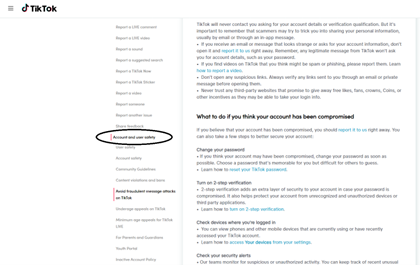 TikTok
Report a LIVE comment
Report a LIVE video
Report a sound
Report a suggested search
Report a TikTok Now
Report a TikTok Sticker
Report a video
Report someone
Report another issue
Share feedback
Account and user safety
User safety
Account safety
Community Guidelines
Content violations and bans
Avoid fraudulent message attacks
on TikTok
Underage appeals on TikTok
Minimum age appeals for TikTok
LIVE
For Parents and Guardians
Youth Portal
Inactive Account Policy
TikTok will never contact you asking for your account details or verification qualification. But it's
important to remember that scammers may try to trick you into sharing your personal information,
usually by email or through an in-app message.
• If you receive an email or message that looks strange or asks for your account information, don't
open it and report it to us right away. Remember, any legitimate message from TikTok won't ask
you for account details, such as your password.
• If you find videos on TikTok that you think might be spam or phishing, please report them. Learn
how to report a video.
• Don't open any suspicious links. Always verify any links sent to you through an email or private
message before opening them.
• Never trust any third-party websites that promise to give away free likes, fans, crowns, Coins, or
other incentives as they may be able to take your login info.
What to do if you think your account has been compromised
If you believe that your account has been compromised, you should report it to us right away. You
can also take a few steps to better secure your account:
Change your password
• If you think your account may have been compromised, change your password as soon as
possible. Choose a password that's memorable for you but difficult for others to guess.
• Learn how to reset your TikTok password.
Turn on 2-step verification
• 2-step verification adds an extra layer of security to your account in case your password is
compromised. It also helps protect your account from unrecognized and unauthorized devices or
third party applications.
• Learn how to turn on 2-step verification.
Check devices where you're logged in
• You can view phones and other mobile devices that are currently using or have recently
accessed your TikTok account.
• Learn how to access Your devices from your settings.
Check your security alerts
• Our teams monitor for suspicious or unauthorized activity. You can keep track of recent unusual